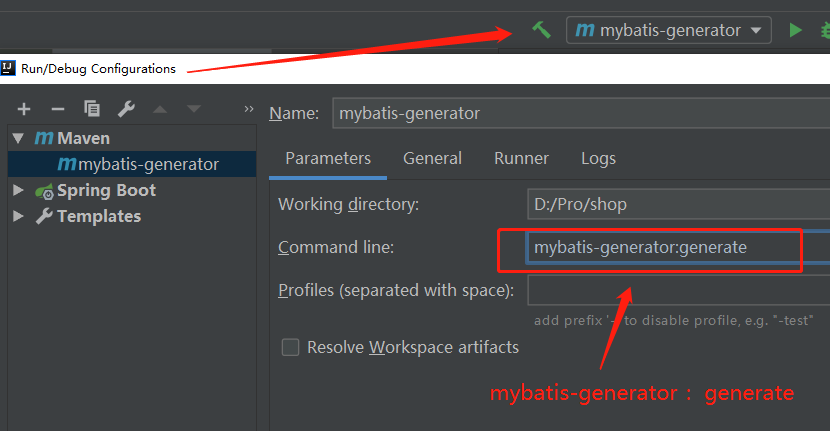 mybatis-generator
Run/Debug Configurations
Name: mybatis-generator
Maven
mybatis-generator
Spring Boot
Templates
Parameters General Runner Logs
Working directory: D:/Pro/shop
Command line: mybatis-generator:generate
Profiles (separated with space):
add prefix '-' to disable profile, e.g. "-test"
Resolve Workspace artifacts
mybatis-generator : generate